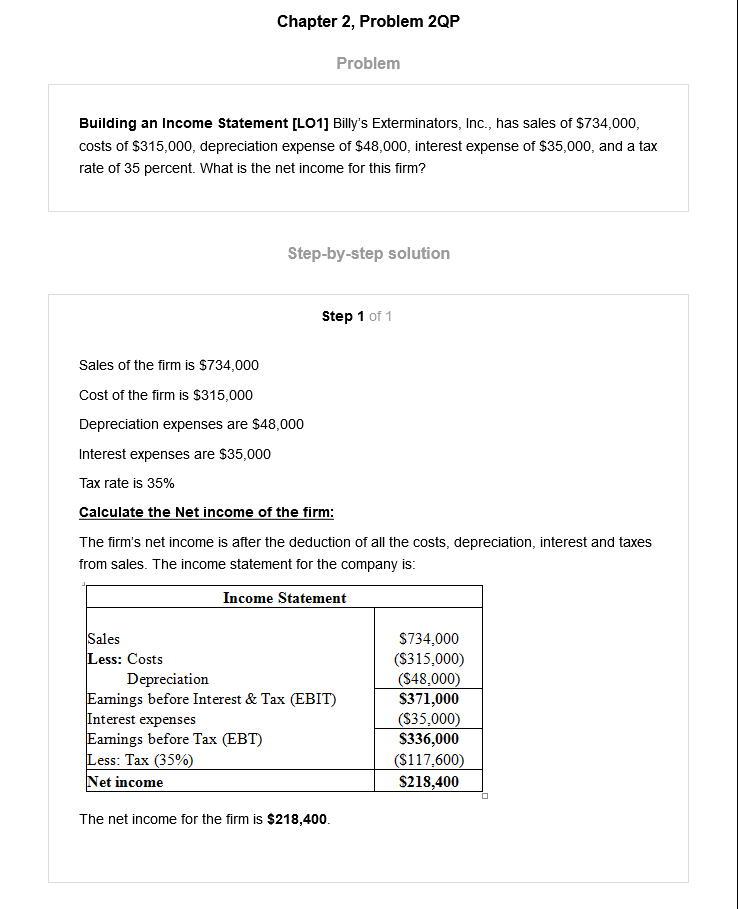 Chapter 2, Problem 2QP
Problem
Building an Income Statement [LO1] Billy's Exterminators, Inc., has sales of $734,000,
costs of $315,000, depreciation expense of $48,000, interest expense of $35,000, and a tax
rate of 35 percent. What is the net income for this firm?
Step-by-step solution
Step 1 of 1
Sales of the firm is $734,000
Cost of the firm is $315,000
Depreciation expenses are $48,000
Interest expenses are $35,000
Tax rate is 35%
Calculate the Net income of the firm:
The firm's net income is after the deduction of all the costs, depreciation, interest and taxes
from sales. The income statement for the company is:
Income Statement
Sales $734,000
Less: Costs ($315,000)
Depreciation ($48,000)
Earnings before Interest & Tax (EBIT) $371,000
Interest expenses ($35,000)
Earnings before Tax (EBT) $336,000
Less: Tax (35%) ($117,600)
Net income $218,400
The net income for the firm is $218,400.